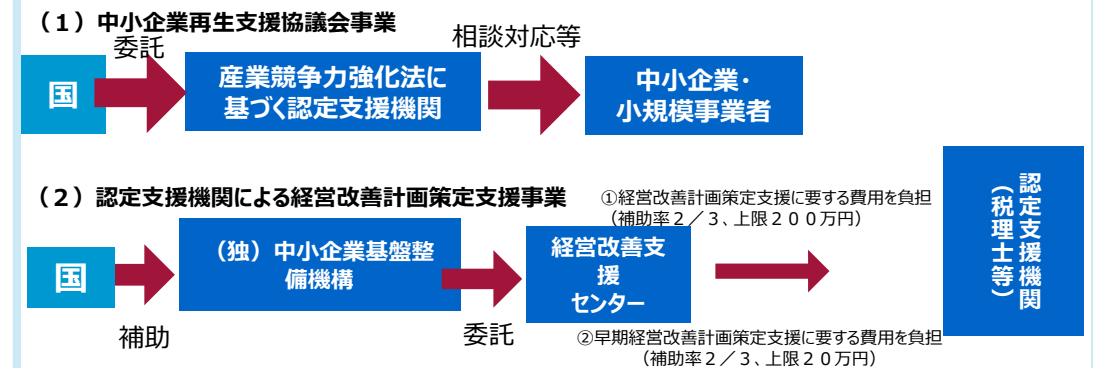 （１）中小企業再生支援協議会事業
委託
相談対応等
国
産業競争力強化法に
基づく認定支援機関
中小企業・
小規模事業者
（２）認定支援機関による経営改善計画策定支援事業
①経営改善計画策定支援に要する費用を負担
（補助率２／３、上限２００万円）
国
（独）中小企業基盤整
備機構
経営改善支
援
センター
認定支援機関
（税理士等）
補助
委託
②早期経営改善計画策定支援に要する費用を負担
（補助率２／３、上限２０万円）